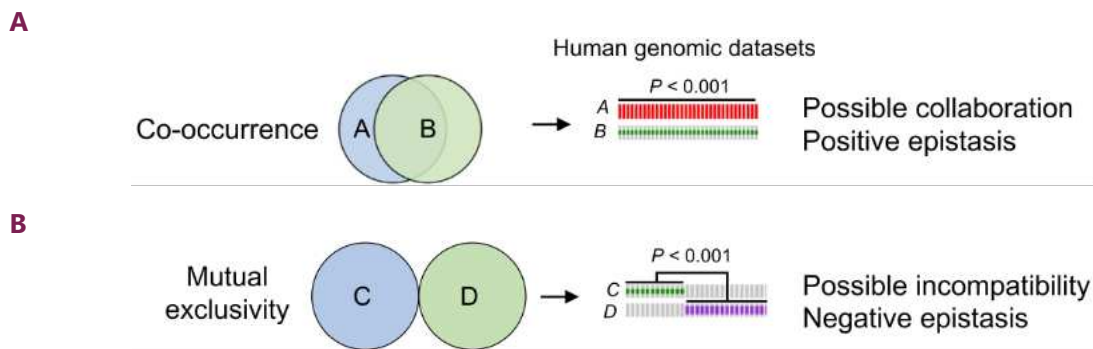 A
Human genomic datasets
Co-occurrence
A B
P < 0.001
A
B
Possible collaboration
Positive epistasis
B
Mutual
exclusivity
C D
P < 0.001
C
D
Possible incompatibility
Negative epistasis